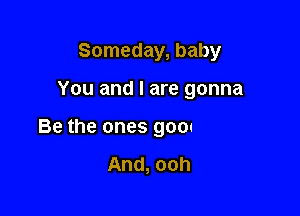 Someday, baby
You and I are gonna
Be the ones goo
And, ooh